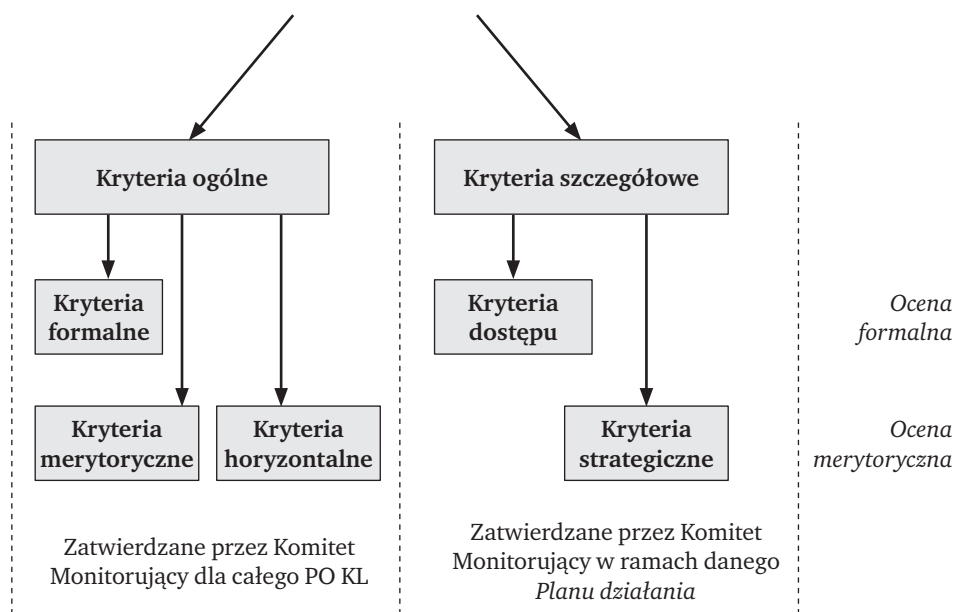 Kryteria ogólne
Kryteria szczegółowe
Kryteria
formalne
Kryteria
dostępu
Ocena
formalna
Kryteria
merytoryczne
Kryteria
horyzontalne
Kryteria
strategiczne
Ocena
merytoryczna
Zatwierdzane przez Komitet
Monitorujący dla całego PO KL
Zatwierdzane przez Komitet
Monitorujący w ramach danego
Planu działania